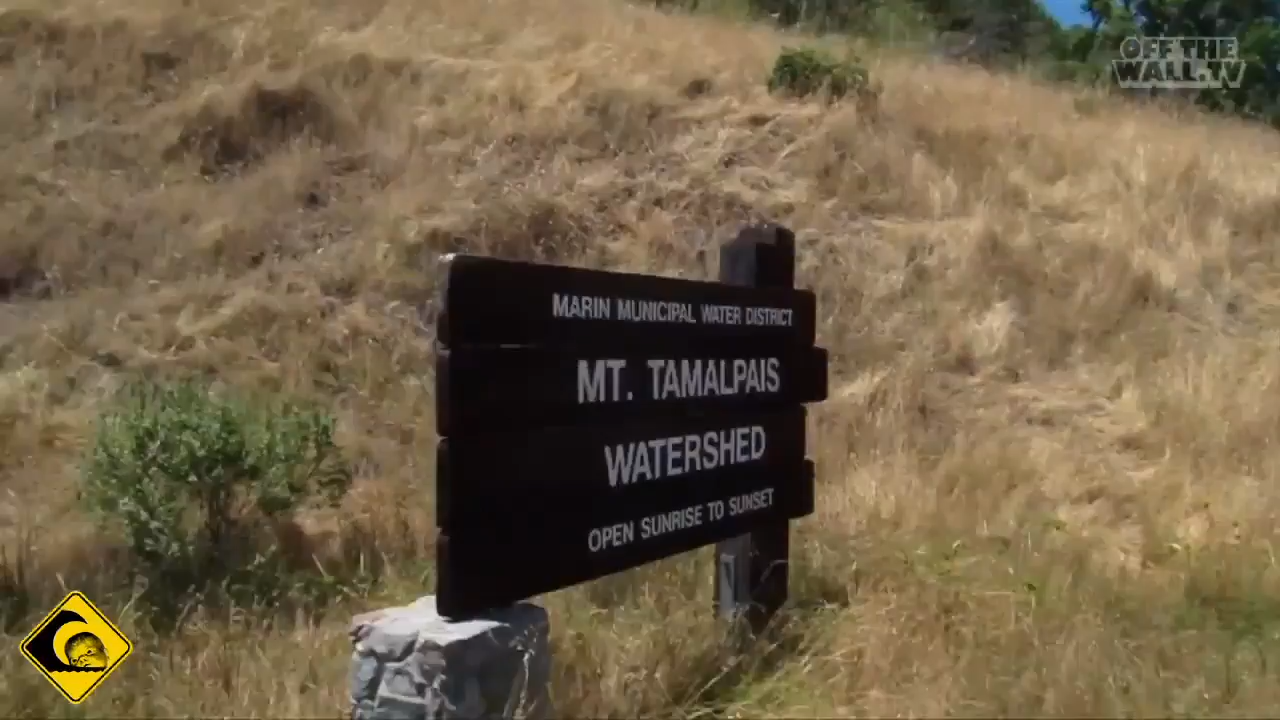 OFF THE
WALL.TV
MARIN MUNICIPAL WATER DISTRICT
MT. TAMALPAIS
WATERSHED
OPEN SUNRISE TO SUNSET